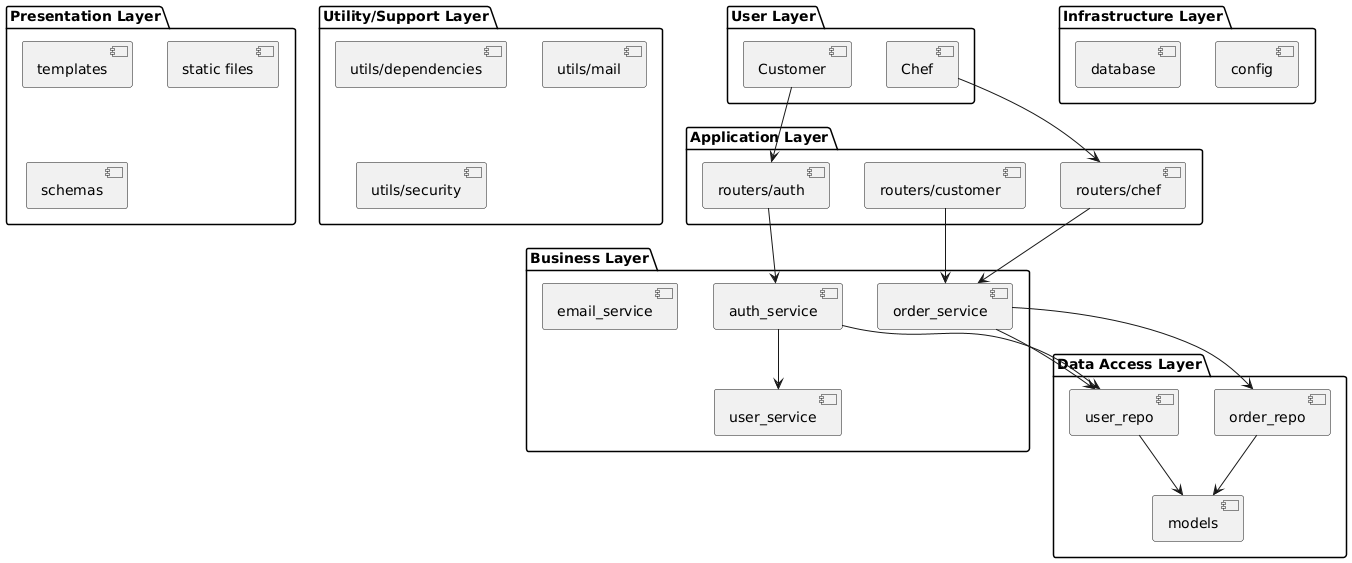 Presentation Layer
templates
static files
schemas
Utility/Support Layer
utils/dependencies
utils/mail
utils/security
User Layer
Customer
Chef
Infrastructure Layer
database
config
Application Layer
routers/auth
routers/customer
routers/chef
Business Layer
email_service
auth_service
order_service
user_service
Data Access Layer
user_repo
order_repo
models